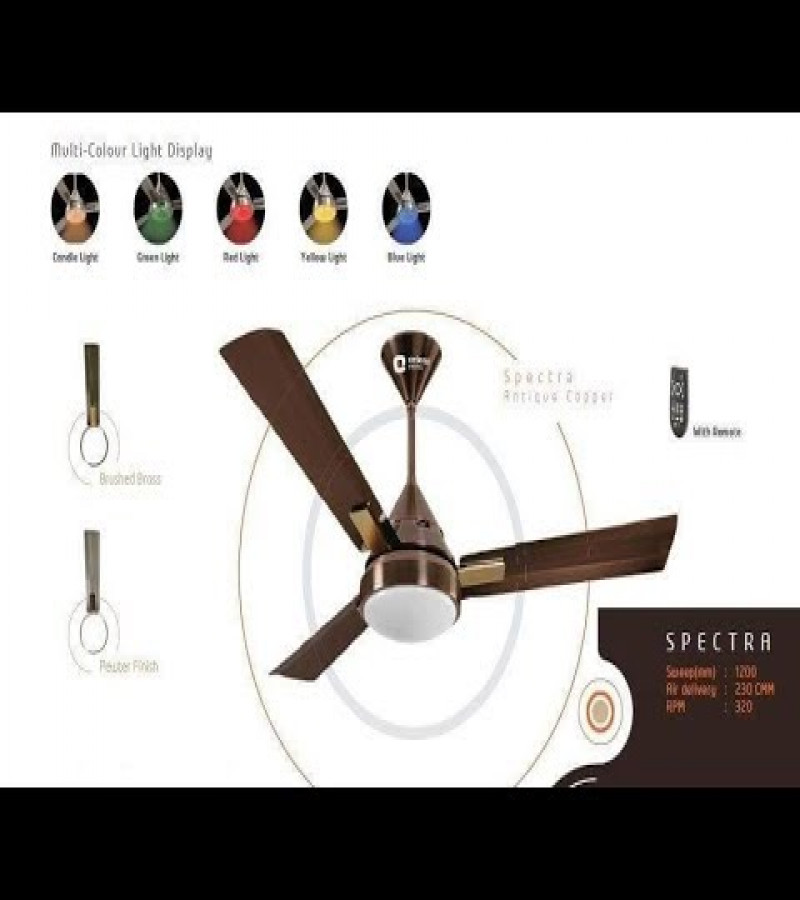 Multi-Colour Light Display
Candle Light
Green Light
Red Light
Yellow Light
Blue Light
Spectra
Antique Copper
With Remote
Brushed Brass
Pewter Finish
SPECTRA
Sweep(mm) : 1200
Air delivery : 230 CMM
RPM : 320